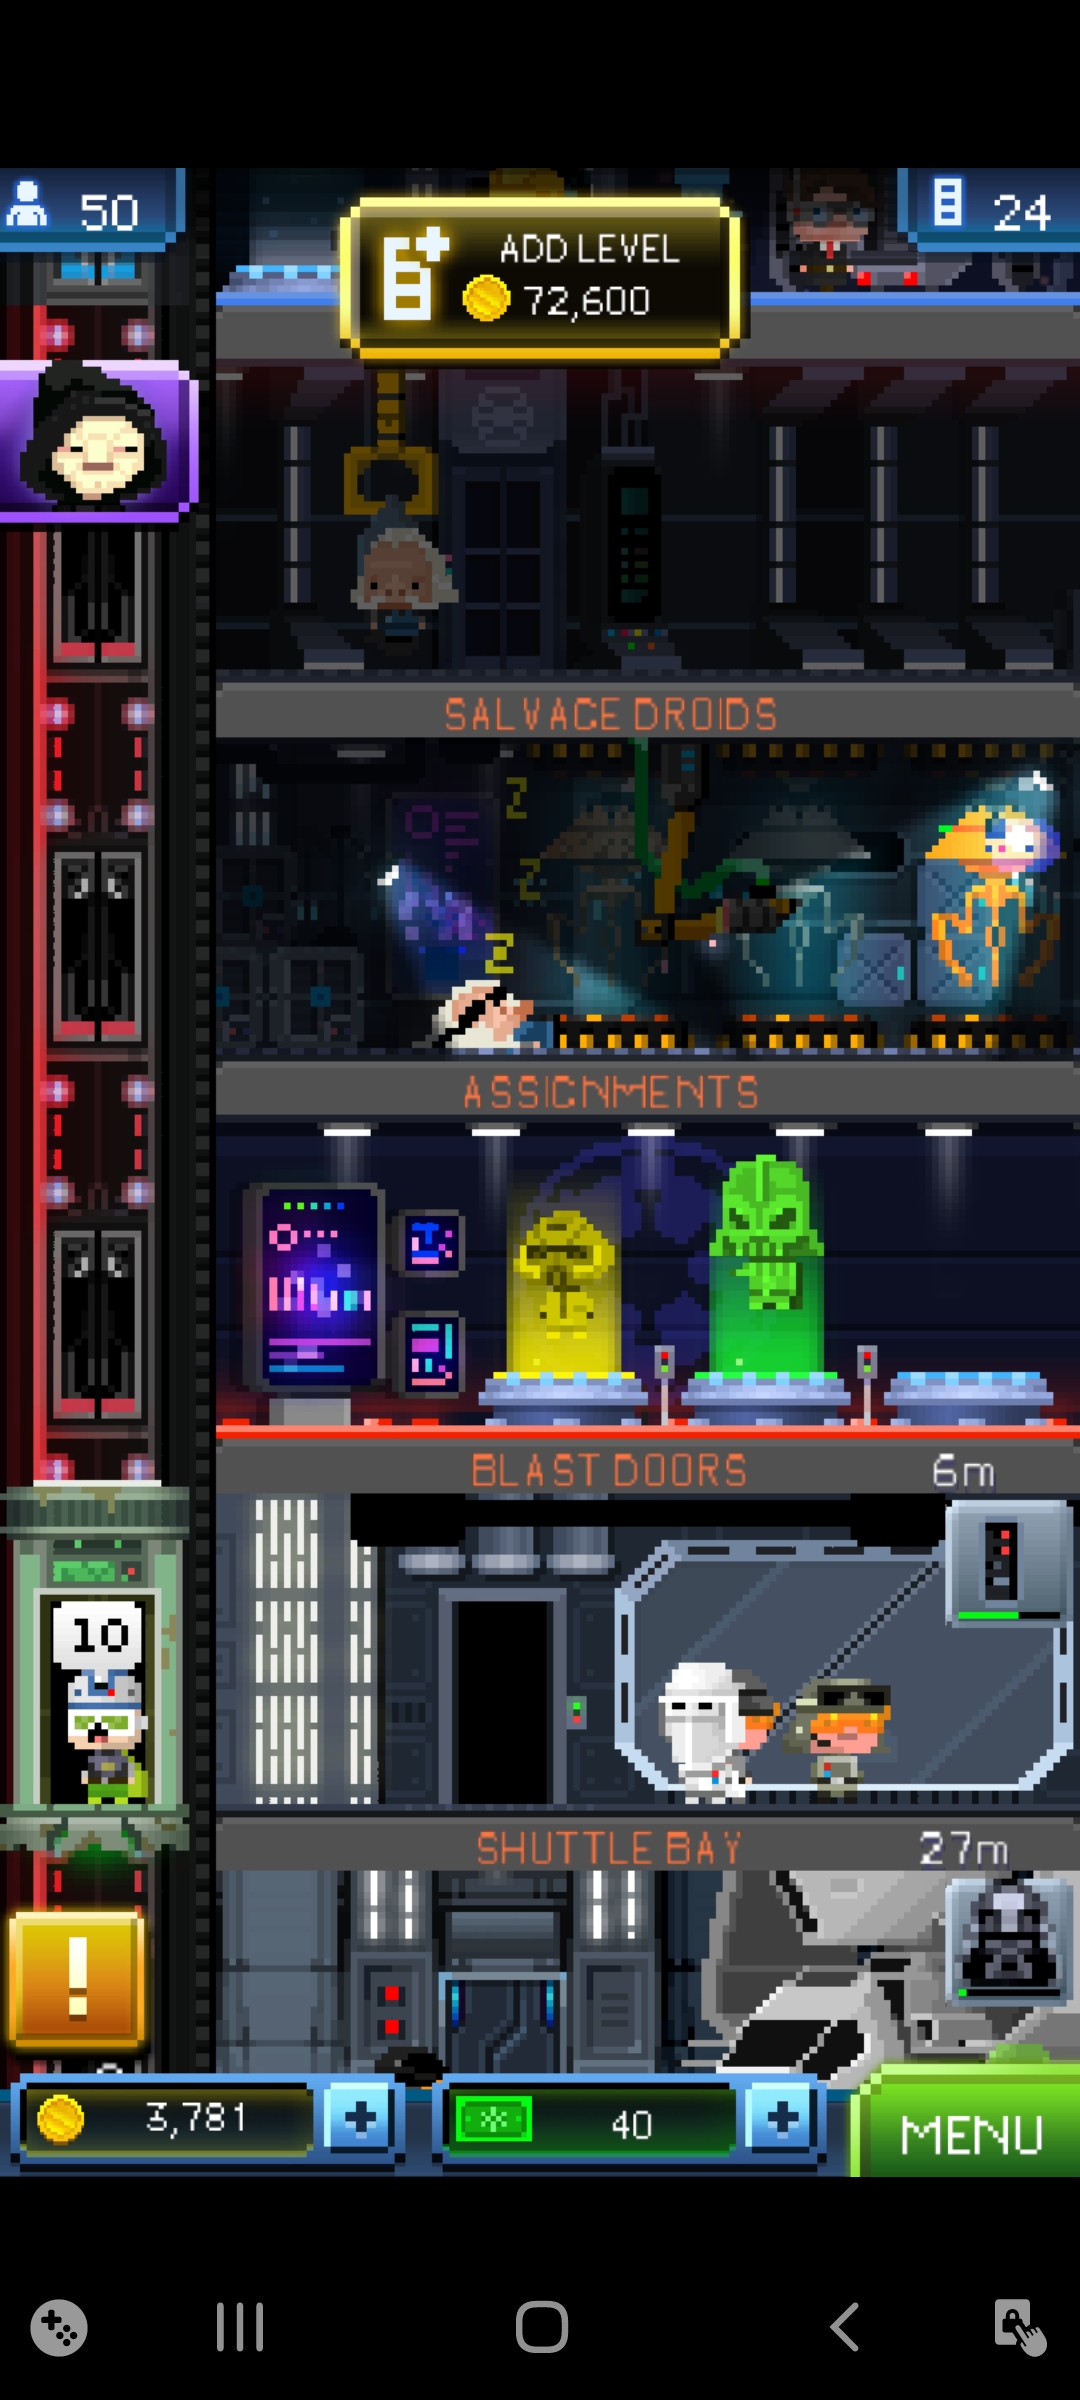 50
ADD LEVEL
72,600
24
SALVAGE DROIDS
Z
Z
Z
ASSIGNMENTS
BLAST DOORS
6m
10
SHUTTLE BAY
27m
!
3,781
+
40
+
MENU